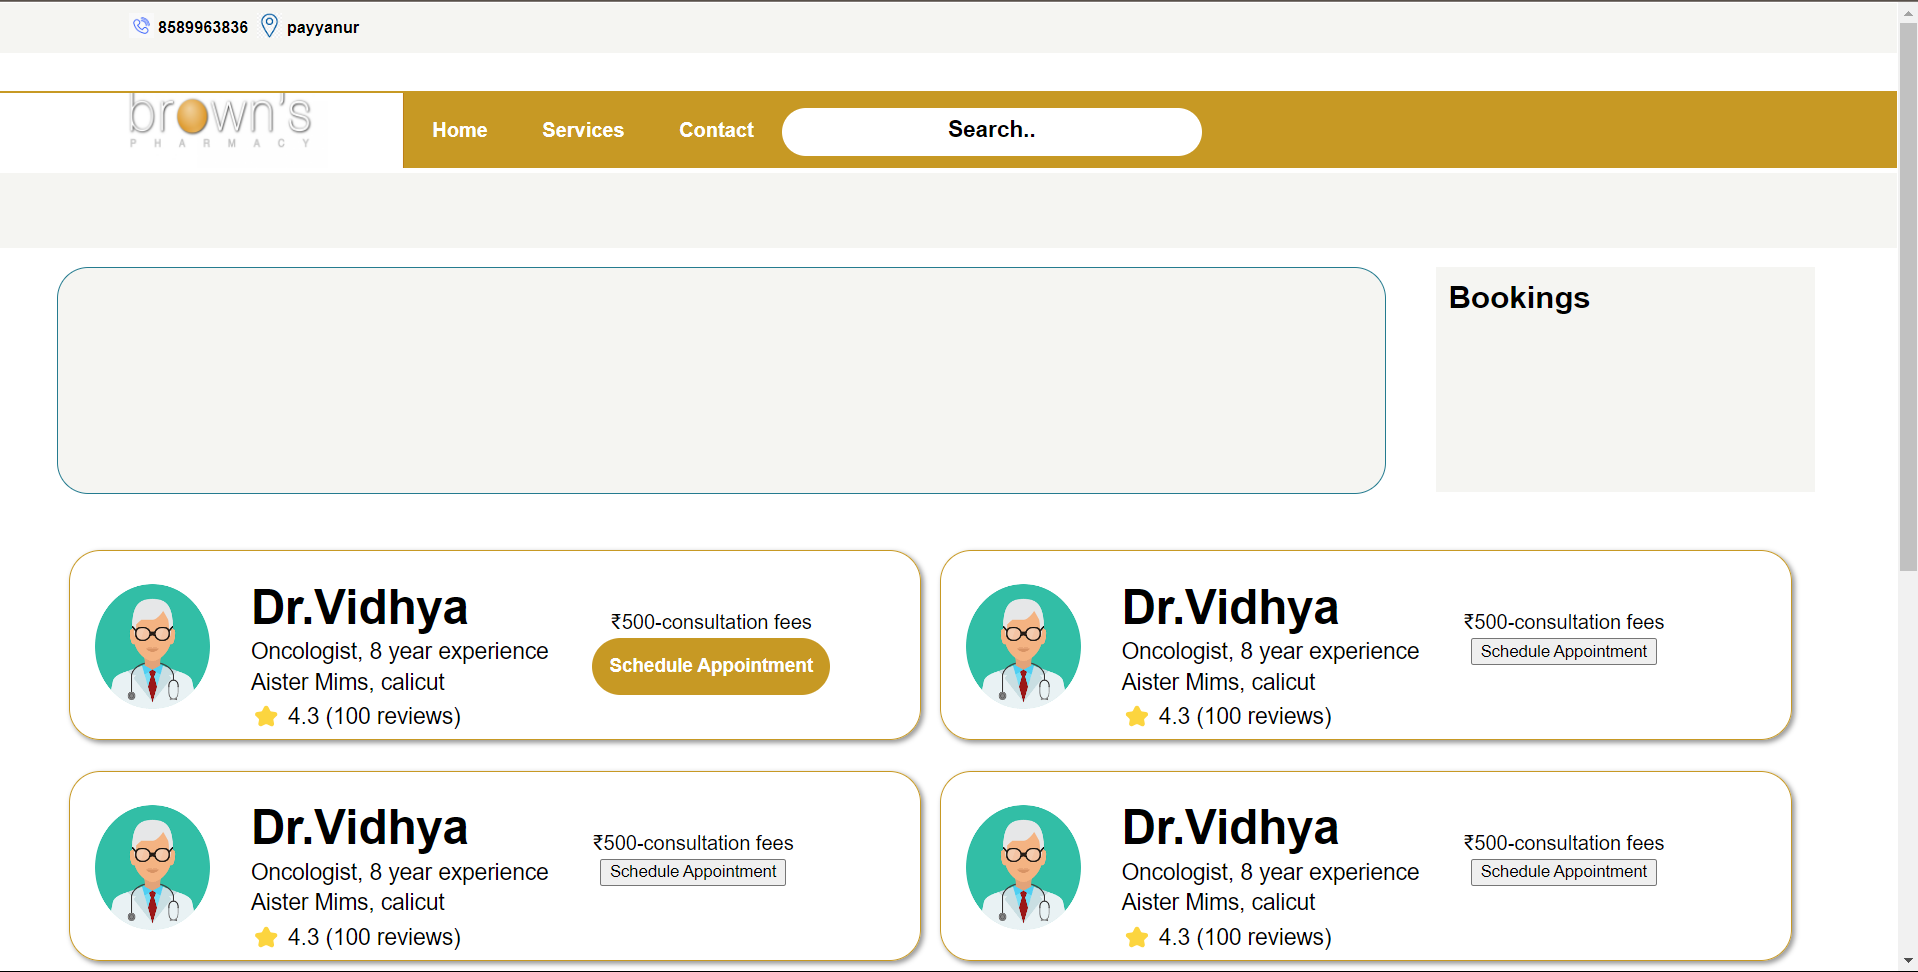 8589963836 payyanur
brown's
PHARMACY
Home Services Contact Search..
Bookings
Dr.Vidhya
Oncologist, 8 year experience
Aister Mims, calicut
4.3 (100 reviews)
₹500-consultation fees
Schedule Appointment
Dr.Vidhya
Oncologist, 8 year experience
Aister Mims, calicut
4.3 (100 reviews)
₹500-consultation fees
Schedule Appointment
Dr.Vidhya
Oncologist, 8 year experience
Aister Mims, calicut
4.3 (100 reviews)
₹500-consultation fees
Schedule Appointment
Dr.Vidhya
Oncologist, 8 year experience
Aister Mims, calicut
4.3 (100 reviews)
₹500-consultation fees
Schedule Appointment